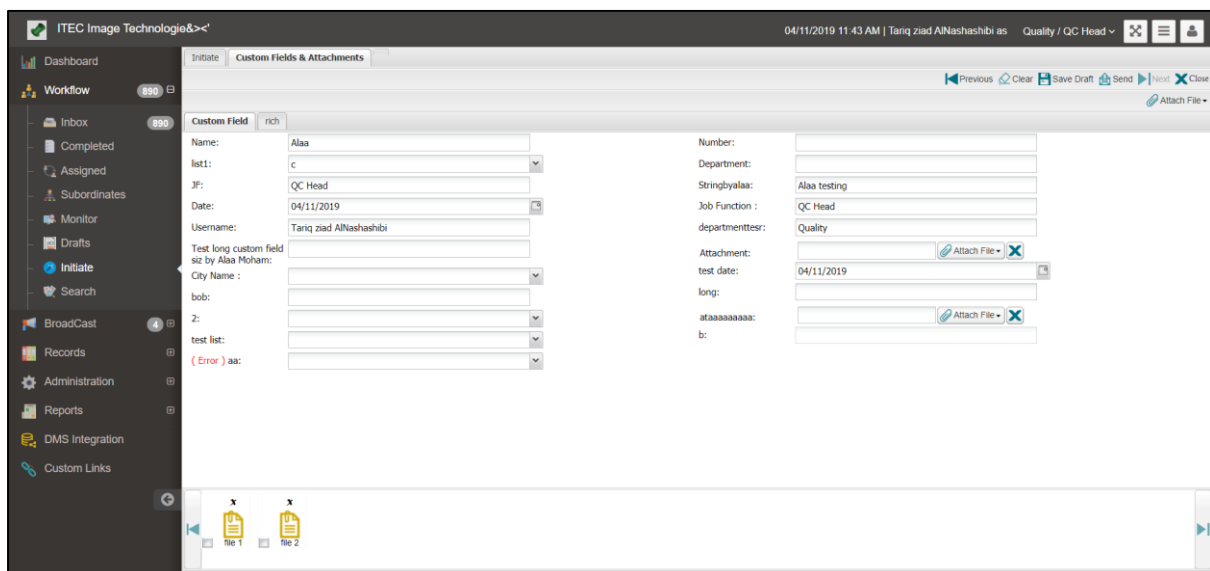 ITEC Image Technologie&><'
04/11/2019 11:43 AM | Tariq ziad AlNashashibi as Quality / QC Head
Dashboard
Workflow 890
Inbox 890
Completed
Assigned
Subordinates
Monitor
Drafts
Initiate
Search
BroadCast 4
Records
Administration
Reports
DMS Integration
Custom Links
Initiate Custom Fields & Attachments
Previous Clear Save Draft Send Next Close
Attach File
Custom Field rich
Name: Alaa
list1: c
JF: QC Head
Date: 04/11/2019
Username: Tariq ziad AlNashashibi
Test long custom field
siz by Alaa Moham:
City Name :
bob:
2:
test list:
( Error ) aa:
Number:
Department:
Stringbyalaa: Alaa testing
Job Function : QC Head
departmenttesr: Quality
Attachment: Attach File
test date: 04/11/2019
long:
ataaaaaaaaa: Attach File
b:
x x
file 1 file 2